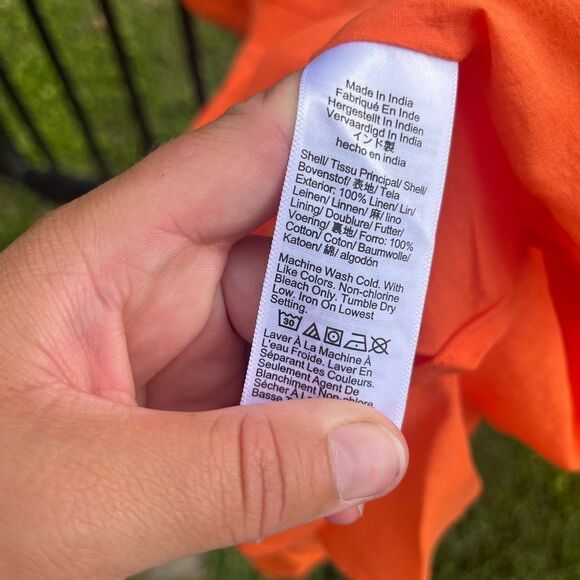 Made In India
Fabriqué En Inde
Hergestellt In Indien
Vervaardigd In India
インド製
hecho en india
Shell/ Tissu Principal/ Shell/
Bovenstof/ 表地/ Tela
Exterior: 100% Linen/ Lin/
Leinen/ Linnen/ 麻/ lino
Lining/ Doublure/ Futter/
Voering/ 裏地/ Forro: 100%
Cotton/ Coton/ Baumwolle/
Katoen/ 綿/ algodón
Machine Wash Cold. With
Like Colors. Non-chlorine
Bleach Only. Tumble Dry
Low. Iron On Lowest
Setting.
30
Laver À La Machine À
L'eau Froide. Laver En
Séparant Les Couleurs.
Seulement Agent De
Blanchiment Non-chlore
Sécher À L
Basse T